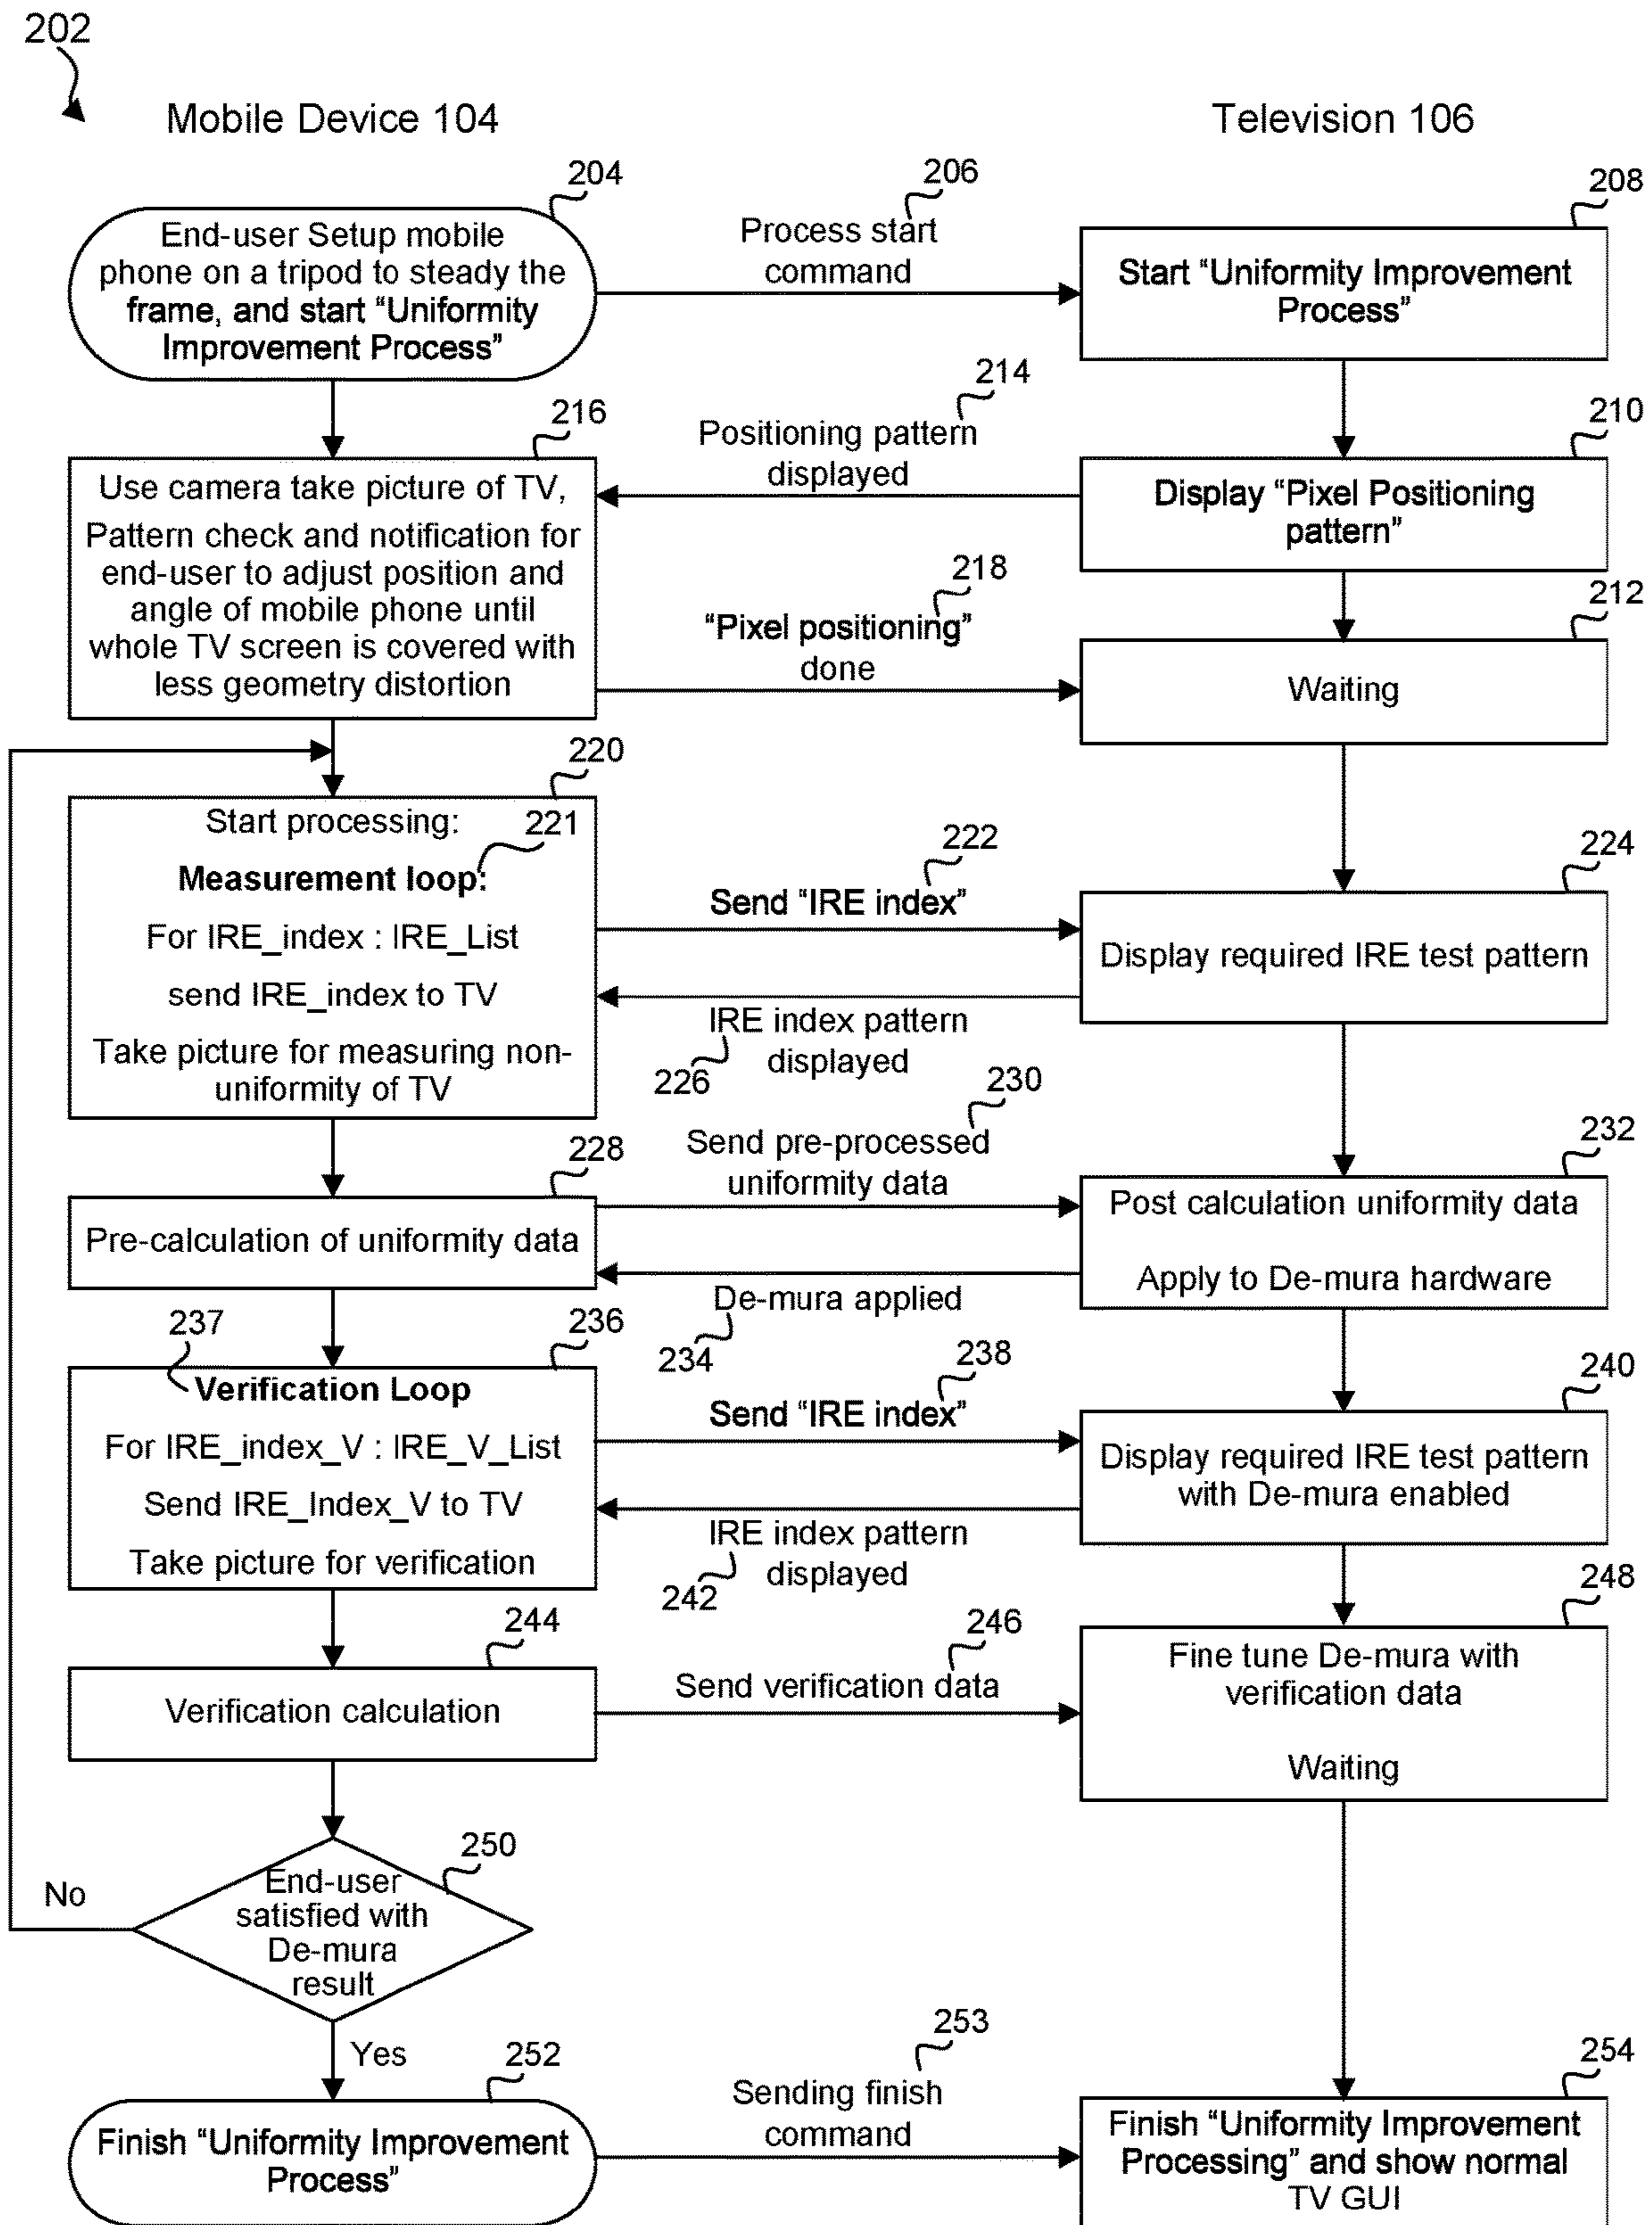 202
Mobile Device 104
Television 106
204
End-user Setup mobile
phone on a tripod to steady the
frame, and start “Uniformity
Improvement Process”
206
Process start
command
208
Start “Uniformity Improvement
Process”
214
Positioning pattern
displayed
210
Display “Pixel Positioning
pattern”
216
Use camera take picture of TV,
Pattern check and notification for
end-user to adjust position and
angle of mobile phone until
whole TV screen is covered with
less geometry distortion
218
“Pixel positioning”
done
212
Waiting
220
Start processing:
221
Measurement loop:
For IRE_index : IRE_List
send IRE_index to TV
Take picture for measuring non-
uniformity of TV
222
Send “IRE index”
224
Display required IRE test pattern
IRE index pattern
displayed
226
228
Pre-calculation of uniformity data
230
Send pre-processed
uniformity data
232
Post calculation uniformity data
Apply to De-mura hardware
De-mura applied
234
237
236
Verification Loop
For IRE_index_V : IRE_V_List
Send IRE_Index_V to TV
Take picture for verification
238
Send “IRE index”
240
Display required IRE test pattern
with De-mura enabled
IRE index pattern
displayed
242
244
Verification calculation
246
Send verification data
248
Fine tune De-mura with
verification data
Waiting
250
End-user
satisfied with
De-mura
result
No
Yes
252
Finish “Uniformity Improvement
Process”
253
Sending finish
command
254
Finish “Uniformity Improvement
Processing” and show normal
TV GUI